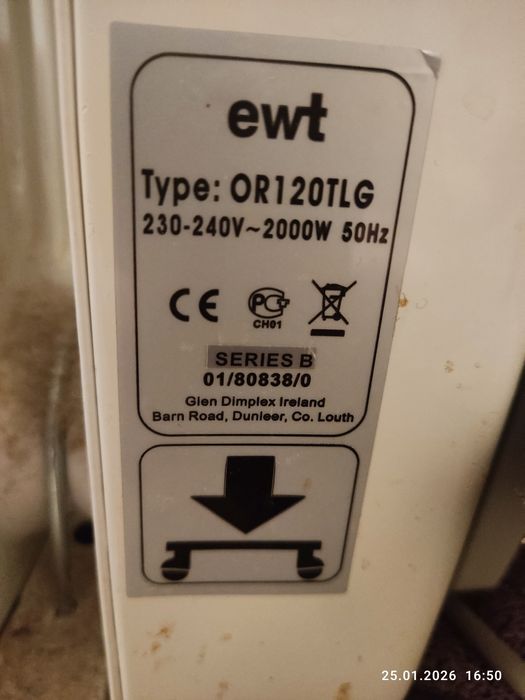 ewt
Type: OR120TLG
230-240V~2000W 50Hz
CE PG
CH01
SERIES B
01/80838/0
Glen Dimplex Ireland
Barn Road, Dunleer, Co. Louth
25.01.2026 16:50